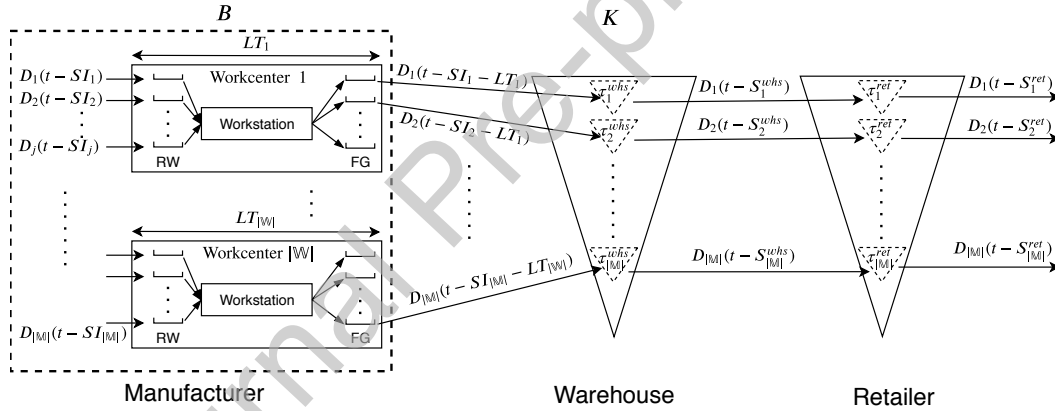 B
K
LT_1
D_1(t − SI_1)
D_2(t − SI_2)
D_j(t − SI_j)
Workcenter 1
Workstation
RW
FG
D_1(t − SI_1 − LT_1)
D_2(t − SI_2 − LT_1)
τ_1^{whs}
τ_2^{whs}
D_1(t − S_1^{whs})
D_2(t − S_2^{whs})
τ_1^{ret}
τ_2^{ret}
D_1(t − S_1^{ret})
D_2(t − S_2^{ret})
LT_{|𝕎|}
Workcenter |𝕎|
Workstation
D_{|𝕄|}(t − SI_{|𝕄|})
RW
FG
D_{|𝕄|}(t − SI_{|𝕄|} − LT_{|𝕎|})
τ_{|𝕄|}^{whs}
D_{|𝕄|}(t − S_{|𝕄|}^{whs})
τ_{|𝕄|}^{ret}
D_{|𝕄|}(t − S_{|𝕄|}^{ret})
Manufacturer
Warehouse
Retailer
urnal Pre-p